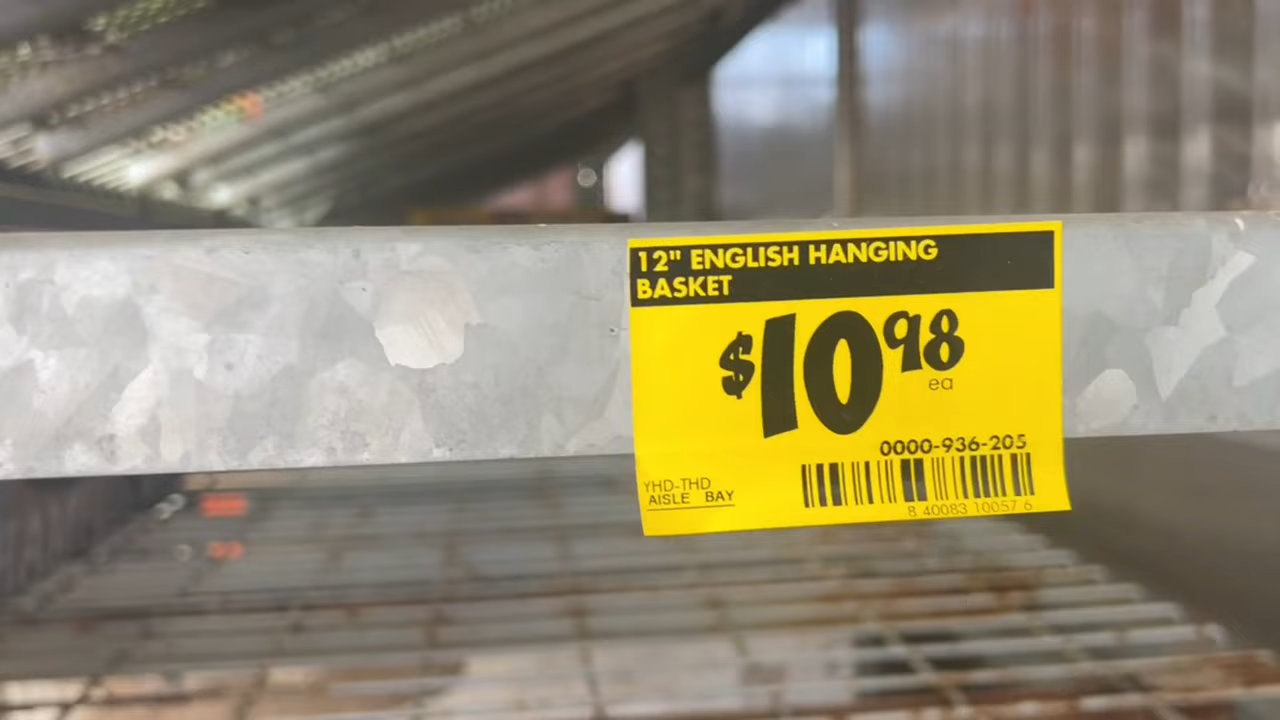 12" ENGLISH HANGING
BASKET
$10 98
ea
0000-936-205
YHD-THD
AISLE BAY
8 40083 10057 6